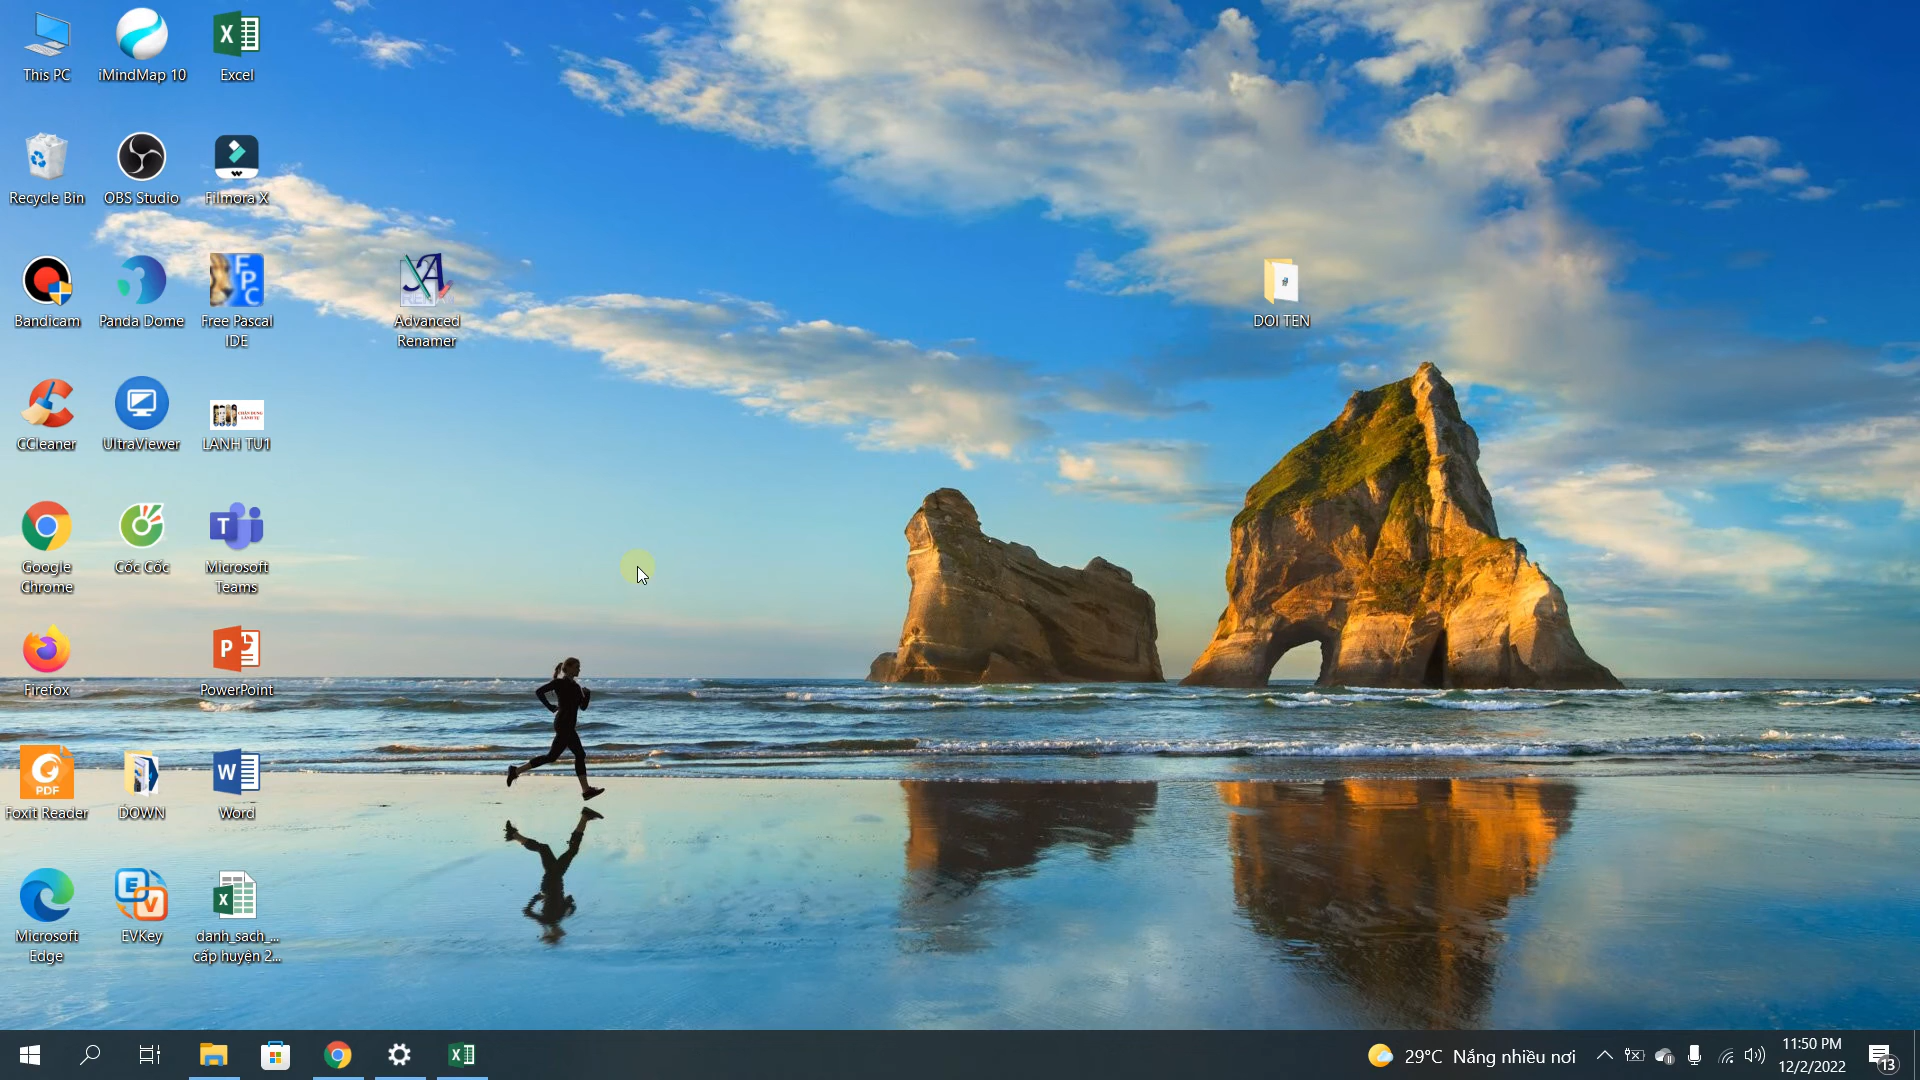 This PC
iMindMap 10
Excel
Recycle Bin
OBS Studio
Filmora X
Bandicam
Panda Dome
Free Pascal
IDE
Advanced
Renamer
DOI TEN
CCleaner
UltraViewer
LANH TU1
Google
Chrome
Cốc Cốc
Microsoft
Teams
Firefox
PowerPoint
Foxit Reader
DOWN
Word
Microsoft
Edge
EVKey
danh_sach_...
cấp huyện 2...
29°C Nắng nhiều nơi
11:50 PM
12/2/2022
13